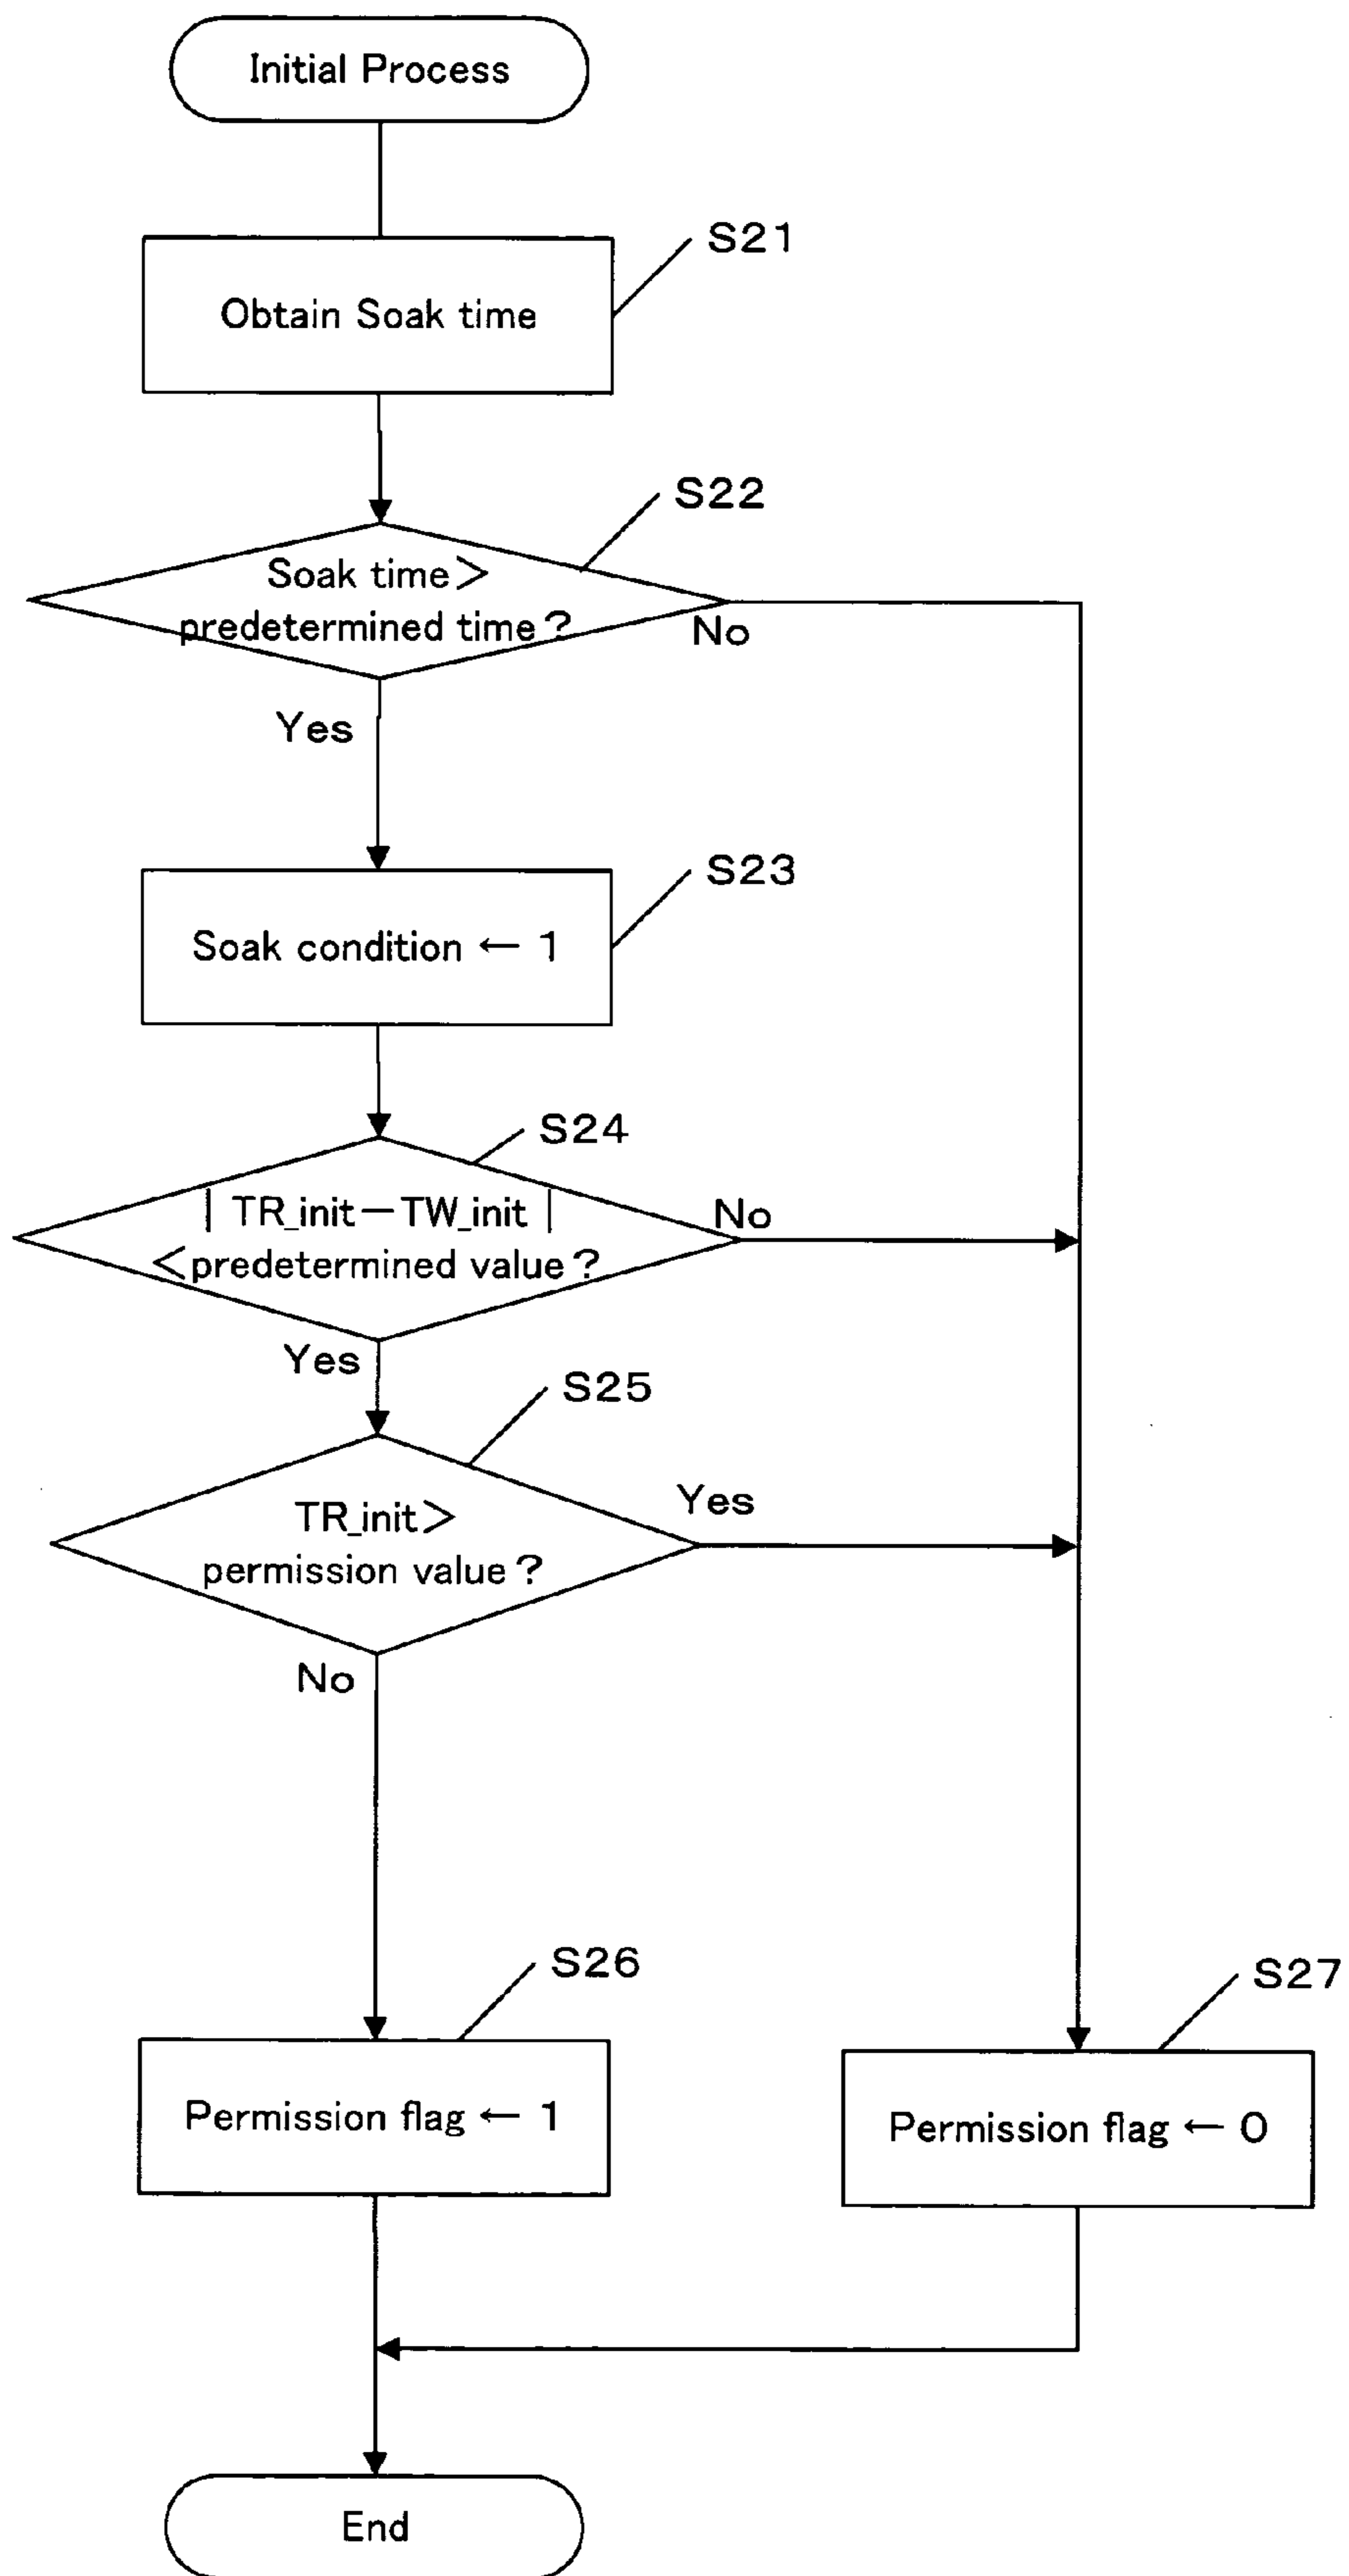 Initial Process
S21
Obtain Soak time
S22
Soak time＞
predetermined time？
No
Yes
S23
Soak condition ← 1
S24
| TR_init－TW_init |
＜predetermined value？
No
Yes
S25
TR_init＞
permission value？
Yes
No
S26
S27
Permission flag ← 1
Permission flag ← 0
End